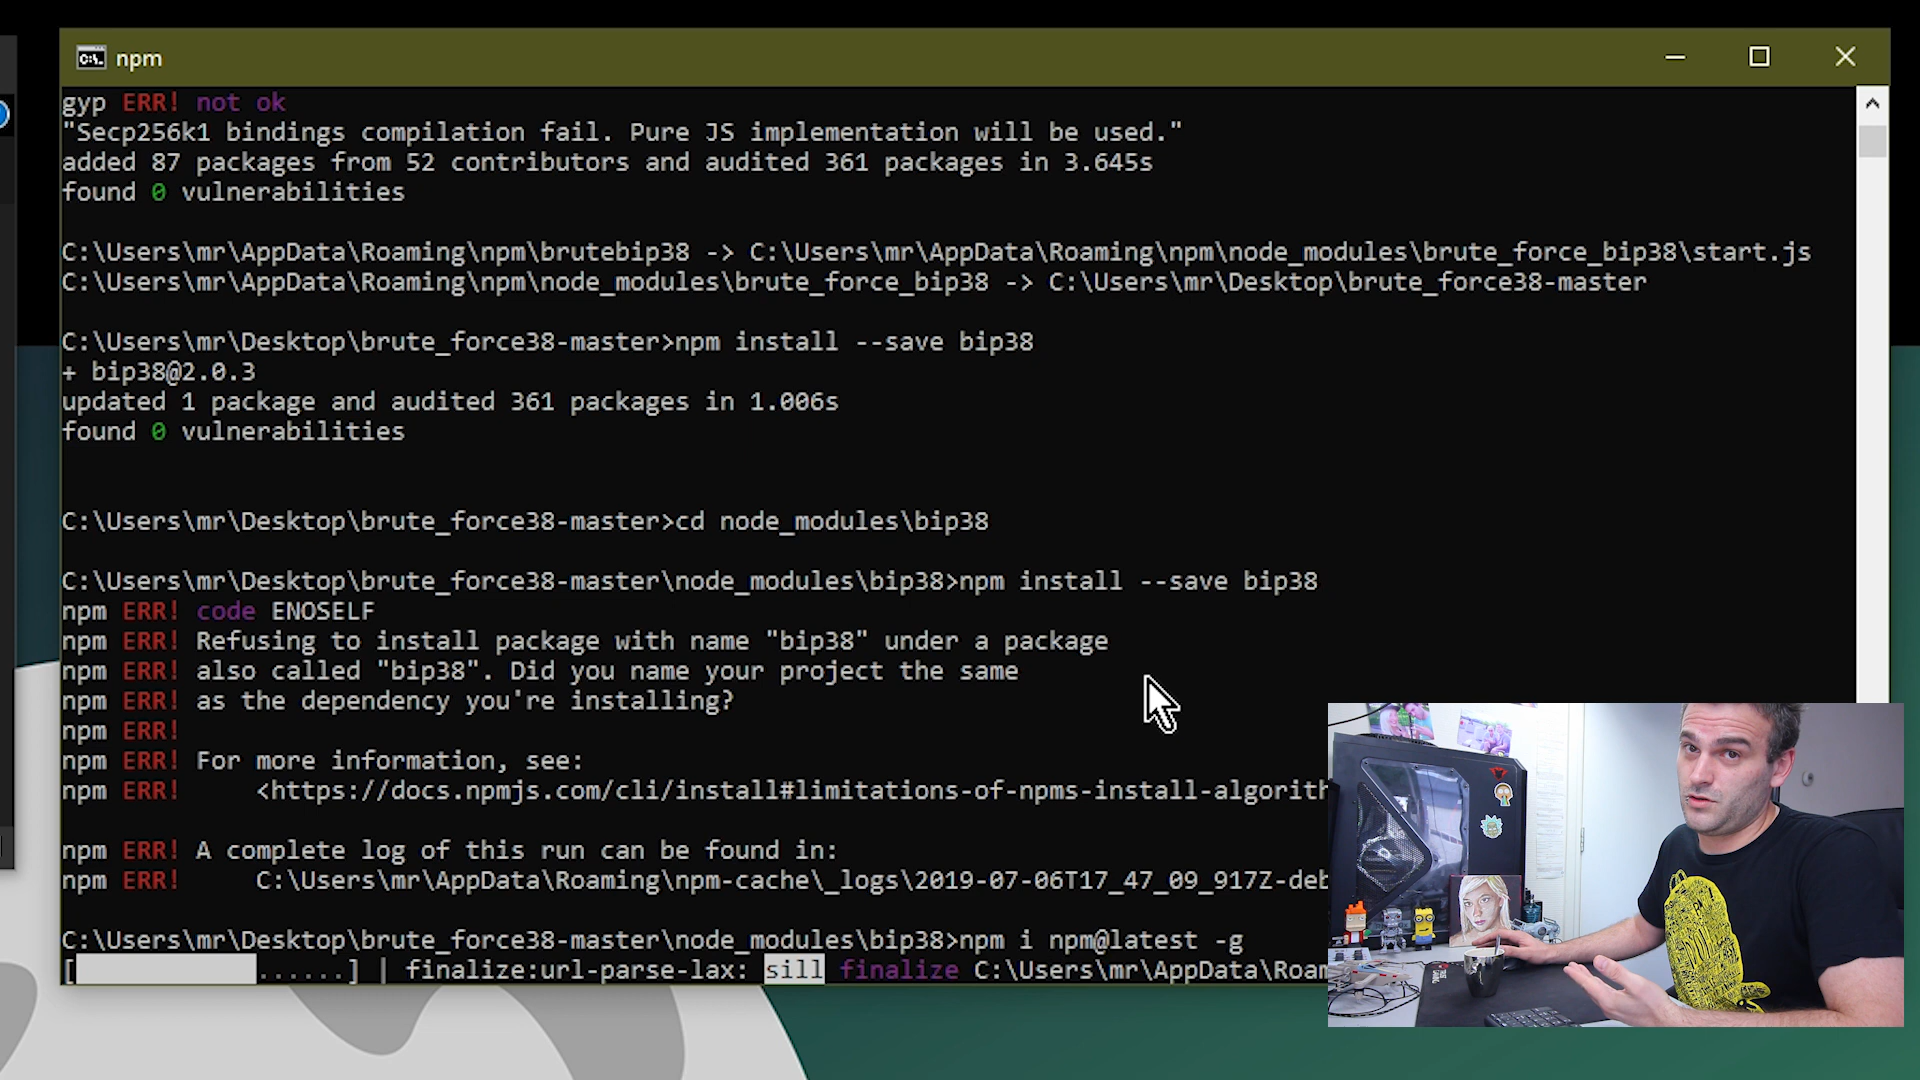 npm
gyp ERR! not ok
"Secp256k1 bindings compilation fail. Pure JS implementation will be used."
added 87 packages from 52 contributors and audited 361 packages in 3.645s
found 0 vulnerabilities
C:\Users\mr\AppData\Roaming\npm\brutebip38 -> C:\Users\mr\AppData\Roaming\npm\node_modules\brute_force_bip38\start.js
C:\Users\mr\AppData\Roaming\npm\node_modules\brute_force_bip38 -> C:\Users\mr\Desktop\brute_force38-master
C:\Users\mr\Desktop\brute_force38-master>npm install --save bip38
+ bip38@2.0.3
updated 1 package and audited 361 packages in 1.006s
found 0 vulnerabilities
C:\Users\mr\Desktop\brute_force38-master>cd node_modules\bip38
C:\Users\mr\Desktop\brute_force38-master\node_modules\bip38>npm install --save bip38
npm ERR! code ENOSELF
npm ERR! Refusing to install package with name "bip38" under a package
npm ERR! also called "bip38". Did you name your project the same
npm ERR! as the dependency you're installing?
npm ERR!
npm ERR! For more information, see:
npm ERR!     <https://docs.npmjs.com/cli/install#limitations-of-npms-install-algorith
npm ERR! A complete log of this run can be found in:
npm ERR!     C:\Users\mr\AppData\Roaming\npm-cache\_logs\2019-07-06T17_47_09_917Z-deb
C:\Users\mr\Desktop\brute_force38-master\node_modules\bip38>npm i npm@latest -g
[            ......] | finalize:url-parse-lax: sill finalize C:\Users\mr\AppData\Roam